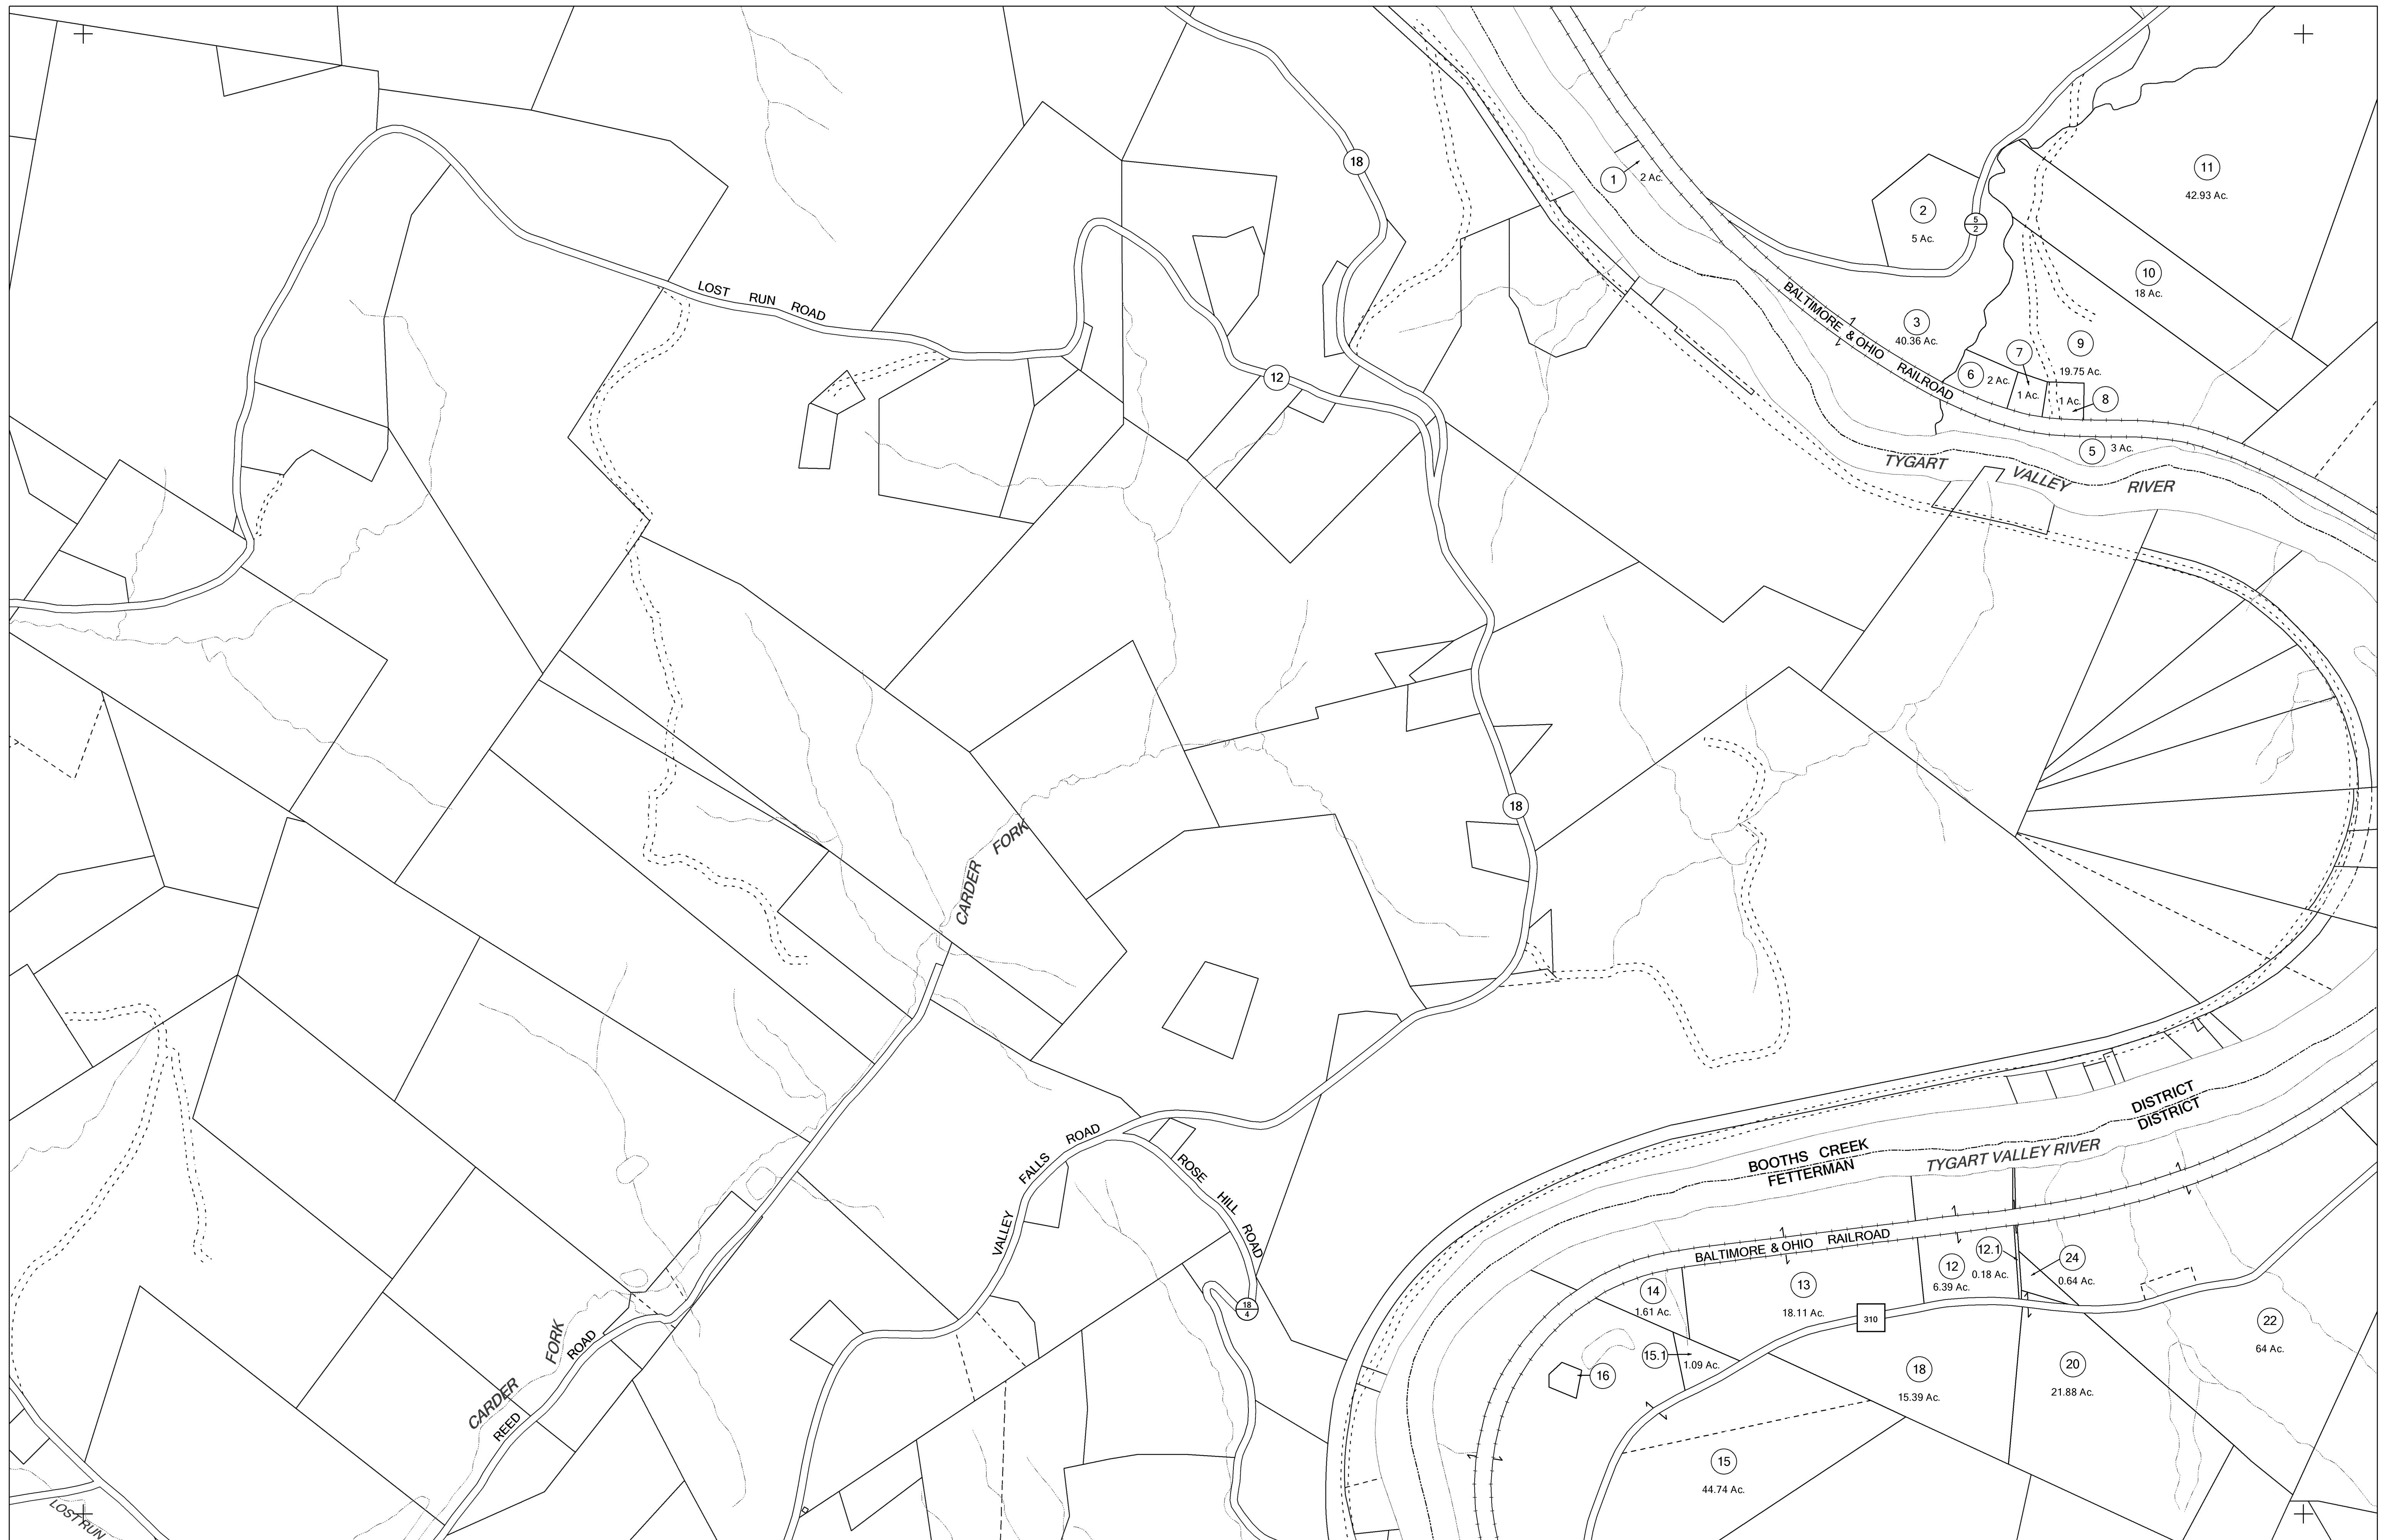 18
1
2 Ac.
11
42.93 Ac.
2
5 Ac.
5
2
10
18 Ac.
LOST RUN ROAD
BALTIMORE & OHIO RAILROAD
3
40.36 Ac.
9
19.75 Ac.
7
1 Ac.
6
2 Ac.
8
1 Ac.
12
5
3 Ac.
TYGART VALLEY RIVER
18
CARDER FORK
DISTRICT
DISTRICT
BOOTHS CREEK
FETTERMAN
TYGART VALLEY RIVER
VALLEY FALLS ROAD
ROSE HILL ROAD
BALTIMORE & OHIO RAILROAD
12.1
0.18 Ac.
24
0.64 Ac.
12
6.39 Ac.
13
18.11 Ac.
14
1.61 Ac.
18
4
310
22
64 Ac.
15.1
1.09 Ac.
16
18
15.39 Ac.
20
21.88 Ac.
CARDER FORK
REED ROAD
15
44.74 Ac.
LOST RUN